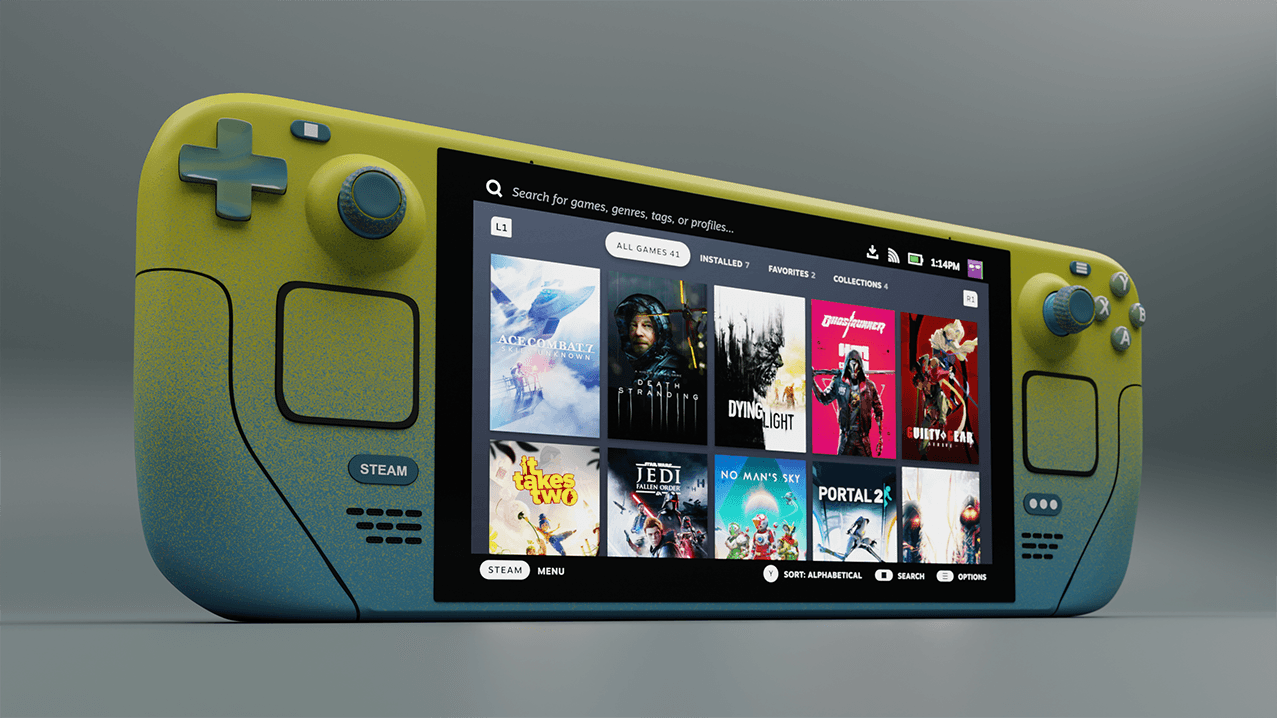 Search for games, genres, tags, or profiles...
1:14PM
L1
ALL GAMES 41
INSTALLED 7
FAVORITES 2
COLLECTIONS 4
R1
ACE COMBAT 7
SKIES UNKNOWN
DEATH
STRANDING
DYING LIGHT
GHOSTRUNNER
GUILTY GEAR
it
takes
two
STAR WARS
JEDI
FALLEN ORDER
NO MAN'S SKY
PORTAL 2
STEAM
STEAM MENU
Y SORT: ALPHABETICAL
SEARCH
OPTIONS
Y
X
B
A